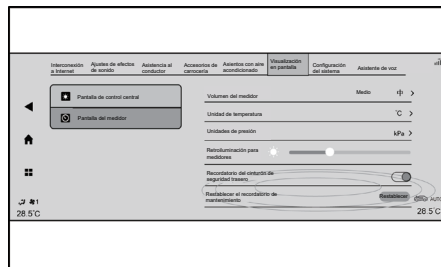 Interconexión a Internet
Ajustes de efectos de sonido
Asistencia al conductor
Accesorios de carrocería
Asientos con aire acondicionado
Visualización en pantalla
Configuración del sistema
Asistente de voz
Pantalla de control central
Pantalla del medidor
Volumen del medidor
Medio 中
Unidad de temperatura
°C
Unidades de presión
kPa
Retroiluminación para medidores
Recordatorio del cinturón de seguridad trasero
Restablecer el recordatorio de mantenimiento
Restablecer
1
28.5°C
AUTO
28.5°C